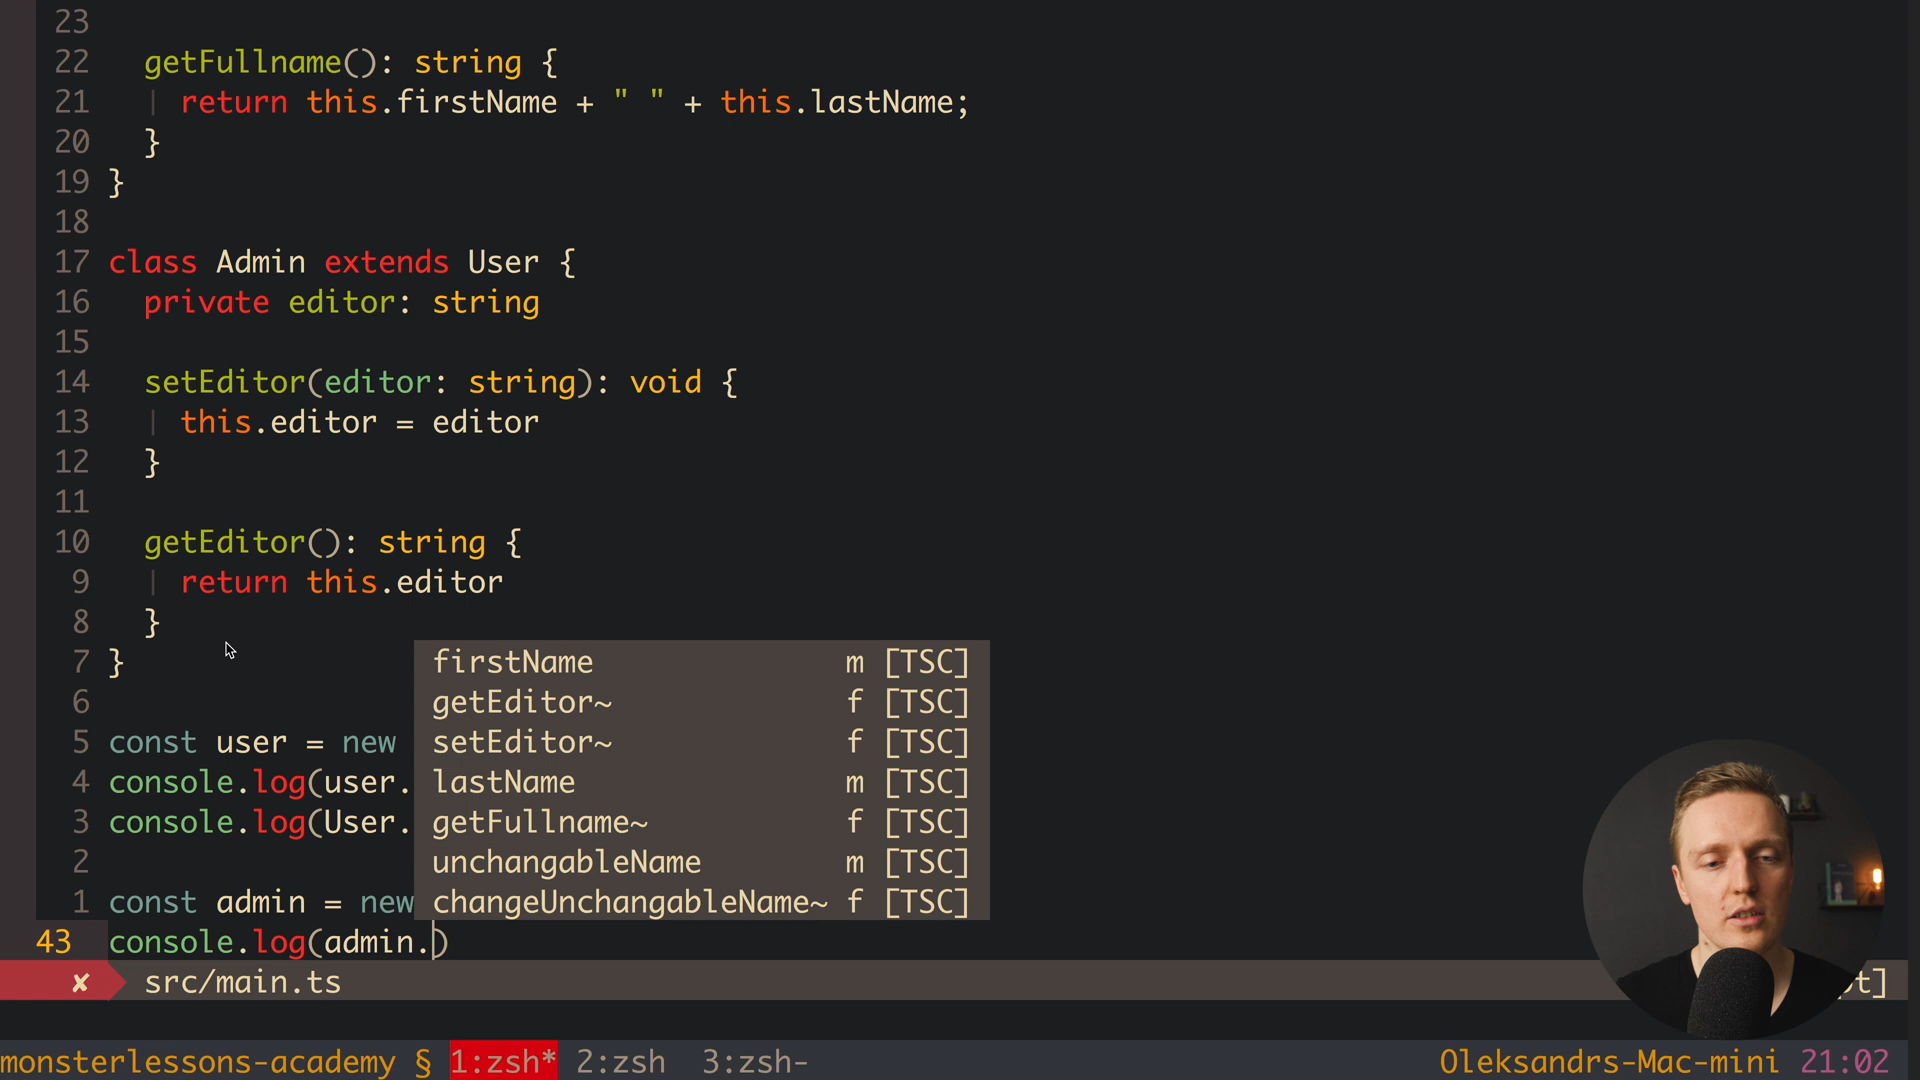 23
22 getFullname(): string {
21 | return this.firstName + " " + this.lastName;
20 }
19 }
18
17 class Admin extends User {
16 private editor: string
15
14 setEditor(editor: string): void {
13 | this.editor = editor
12 }
11
10 getEditor(): string {
9 | return this.editor
8 }
7 } firstName m [TSC]
6 getEditor~ f [TSC]
5 const user = new setEditor~ f [TSC]
4 console.log(user. lastName m [TSC]
3 console.log(User. getFullname~ f [TSC]
2 unchangableName m [TSC]
1 const admin = new changeUnchangableName~ f [TSC]
43 console.log(admin.)
✘ src/main.ts t]
monsterlessons-academy § 1:zsh* 2:zsh 3:zsh- Oleksandrs-Mac-mini 21:02